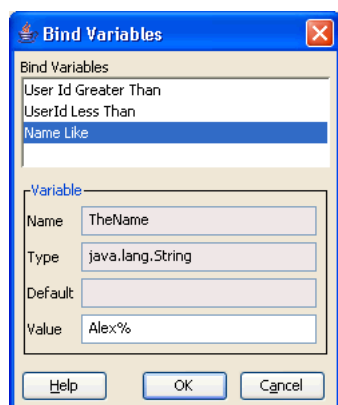 Bind Variables
Bind Variables
User Id Greater Than
UserId Less Than
Name Like
Variable
Name TheName
Type java.lang.String
Default
Value Alex%
Help OK Cancel